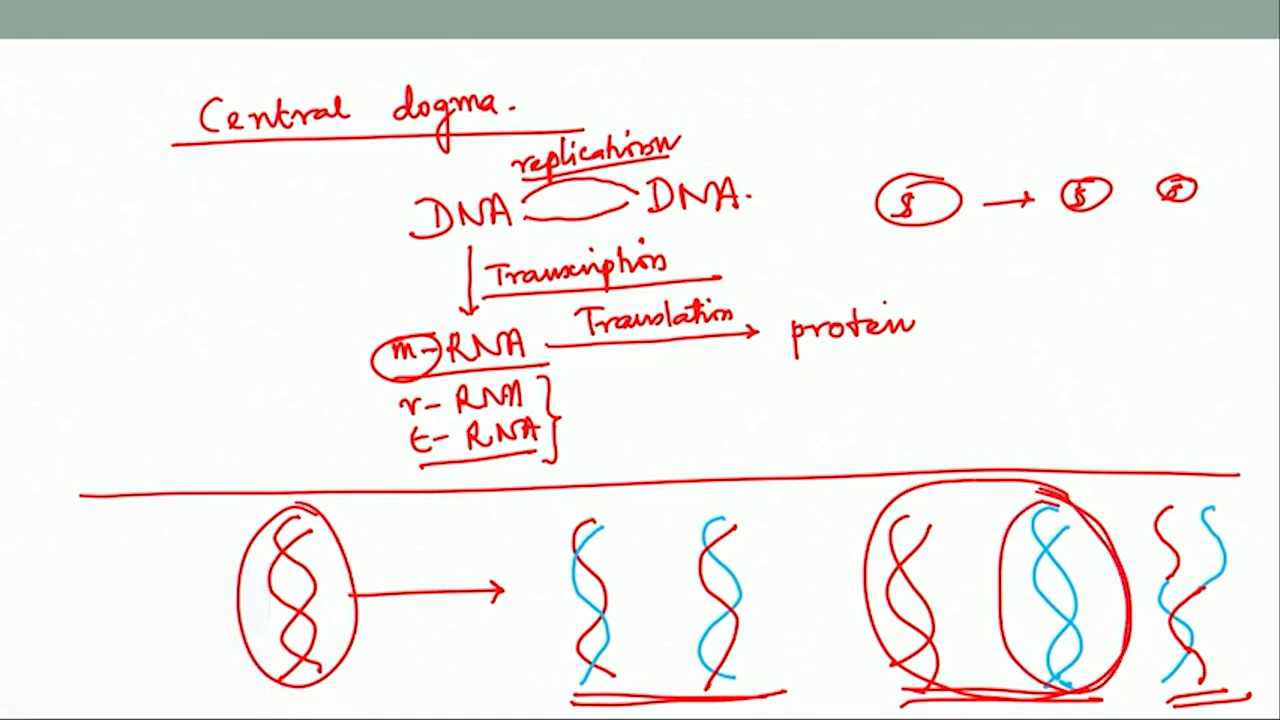 Central dogma.
replication
DNA DNA.
Transcription
m-RNA Translation protein
r- RNA
t- RNA